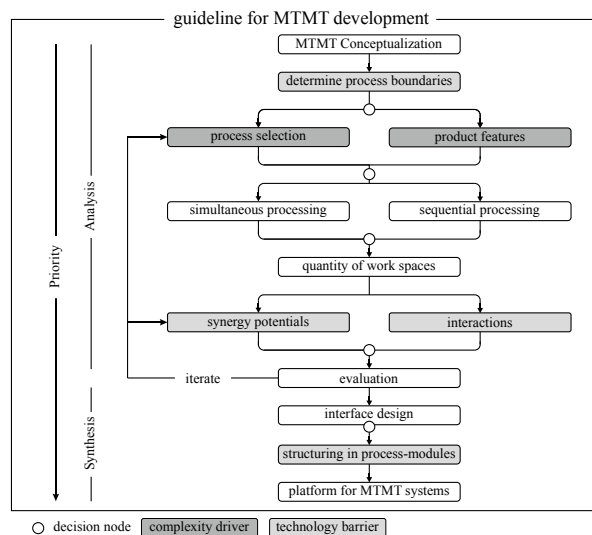 guideline for MTMT development
MTMT Conceptualization
determine process boundaries
process selection
product features
simultaneous processing
sequential processing
quantity of work spaces
synergy potentials
interactions
iterate
evaluation
interface design
structuring in process-modules
platform for MTMT systems
Priority
Analysis
Synthesis
decision node
complexity driver
technology barrier